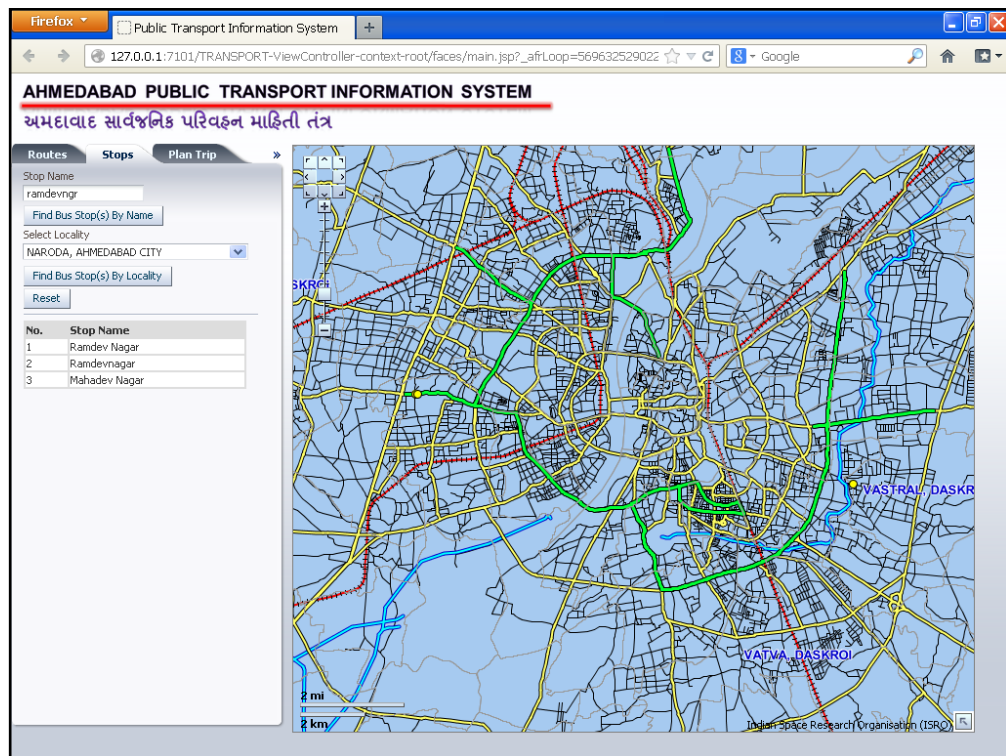 Firefox
Public Transport Information System
127.0.0.1:7101/TRANSPORT-ViewController-context-root/faces/main.jsp?_afrLoop=569632529022
Google
AHMEDABAD PUBLIC TRANSPORT INFORMATION SYSTEM
અમદાવાદ સાર્વજનિક પરિવહન માહિતી તંત્ર
Routes Stops Plan Trip »
Stop Name
ramdevngr
Find Bus Stop(s) By Name
Select Locality
NARODA, AHMEDABAD CITY
Find Bus Stop(s) By Locality
Reset
No. Stop Name
1 Ramdev Nagar
2 Ramdevnagar
3 Mahadev Nagar
SKROI
VASTRAL, DASKR
VATVA, DASKROI
2 mi
2 km
Indian Space Research Organisation (ISRO)